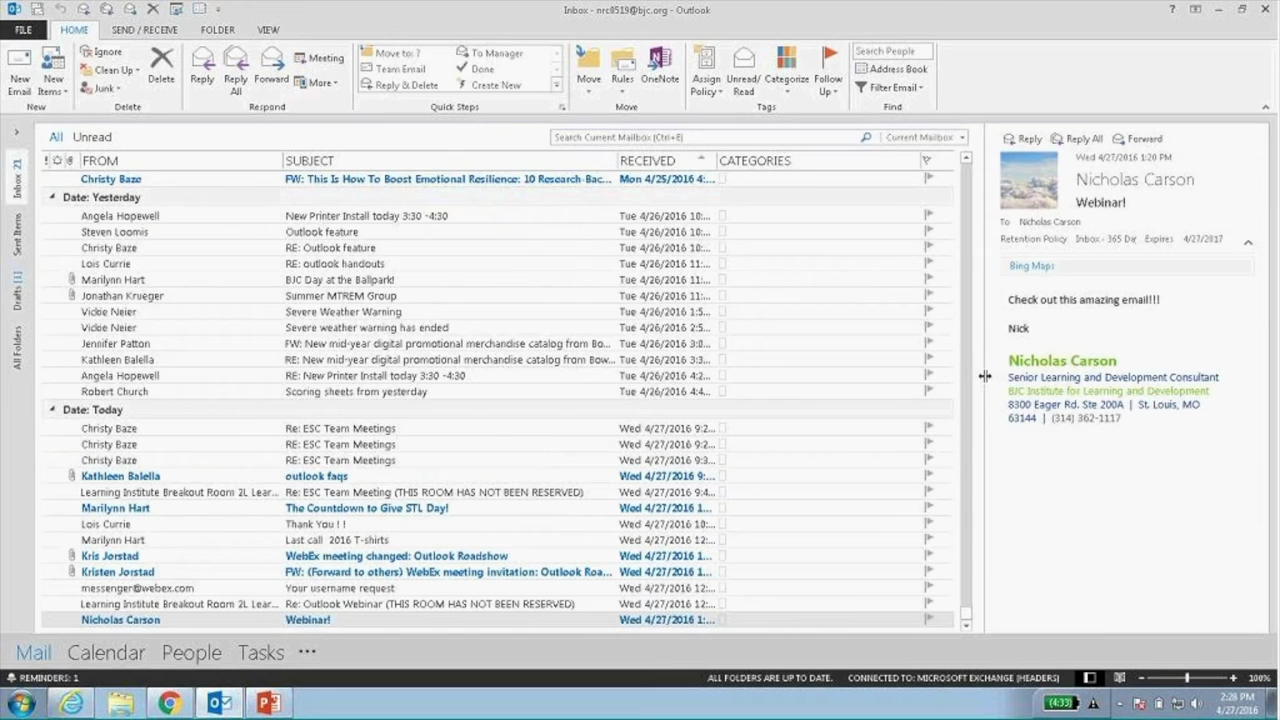 Inbox - nrc0519@bjc.org - Outlook
FILE HOME SEND / RECEIVE FOLDER VIEW
Ignore Meeting Move to: ? To Manager Search People
Clean Up Team Email Done Address Book
Junk More Reply & Delete Create New Filter Email
New Email New Items Delete Reply Reply All Forward Move Rules OneNote Assign Policy Unread/ Read Categorize Follow Up
New Delete Respond Quick Steps Move Tags Find
All Unread Search Current Mailbox (Ctrl+E) Current Mailbox
Inbox 21
Sent Items
Drafts [1]
All Folders
FROM SUBJECT RECEIVED CATEGORIES
Christy Baze FW: This Is How To Boost Emotional Resilience: 10 Research-Bac... Mon 4/25/2016 4:...
Date: Yesterday
Angela Hopewell New Printer Install today 3:30 -4:30 Tue 4/26/2016 10:...
Steven Loomis Outlook feature Tue 4/26/2016 10:...
Christy Baze RE: Outlook feature Tue 4/26/2016 10:...
Lois Currie RE: outlook handouts Tue 4/26/2016 11:...
Marilynn Hart BJC Day at the Ballpark! Tue 4/26/2016 11:...
Jonathan Krueger Summer MTREM Group Tue 4/26/2016 11:...
Vickie Neier Severe Weather Warning Tue 4/26/2016 1:5...
Vickie Neier Severe weather warning has ended Tue 4/26/2016 2:5...
Jennifer Patton FW: New mid-year digital promotional merchandise catalog from Bo... Tue 4/26/2016 3:0...
Kathleen Balella RE: New mid-year digital promotional merchandise catalog from Bow... Tue 4/26/2016 3:3...
Angela Hopewell RE: New Printer Install today 3:30 -4:30 Tue 4/26/2016 4:2...
Robert Church Scoring sheets from yesterday Tue 4/26/2016 4:4...
Date: Today
Christy Baze RE: ESC Team Meetings Wed 4/27/2016 9:2...
Christy Baze RE: ESC Team Meetings Wed 4/27/2016 9:2...
Christy Baze RE: ESC Team Meetings Wed 4/27/2016 9:3...
Kathleen Balella outlook faqs Wed 4/27/2016 9:...
Learning Institute Breakout Room 2L Lear... Re: ESC Team Meeting (THIS ROOM HAS NOT BEEN RESERVED) Wed 4/27/2016 9:4...
Marilynn Hart The Countdown to Give STL Day! Wed 4/27/2016 1...
Lois Currie Thank You ! ! Wed 4/27/2016 10:...
Marilynn Hart Last call 2016 T-shirts Wed 4/27/2016 12:...
Kris Jorstad WebEx meeting changed: Outlook Roadshow Wed 4/27/2016 1...
Kristen Jorstad FW: (Forward to others) WebEx meeting invitation: Outlook Roa... Wed 4/27/2016 1...
messenger@webex.com Your username request Wed 4/27/2016 12:...
Learning Institute Breakout Room 2L Lear... Re: Outlook Webinar (THIS ROOM HAS NOT BEEN RESERVED) Wed 4/27/2016 12:...
Nicholas Carson Webinar! Wed 4/27/2016 1:...
Reply Reply All Forward
Wed 4/27/2016 1:20 PM
Nicholas Carson
Webinar!
To Nicholas Carson
Retention Policy Inbox - 365 Day Expires 4/27/2017
Bing Maps
Check out this amazing email!!!
Nick
Nicholas Carson
Senior Learning and Development Consultant
BJC Institute for Learning and Development
8300 Eager Rd. Ste 200A | St. Louis, MO
63144 | (314) 362-1117
Mail Calendar People Tasks ...
REMINDERS: 1 ALL FOLDERS ARE UP TO DATE. CONNECTED TO: MICROSOFT EXCHANGE (HEADERS) 100%
(4:33) 2:28 PM
4/27/2016